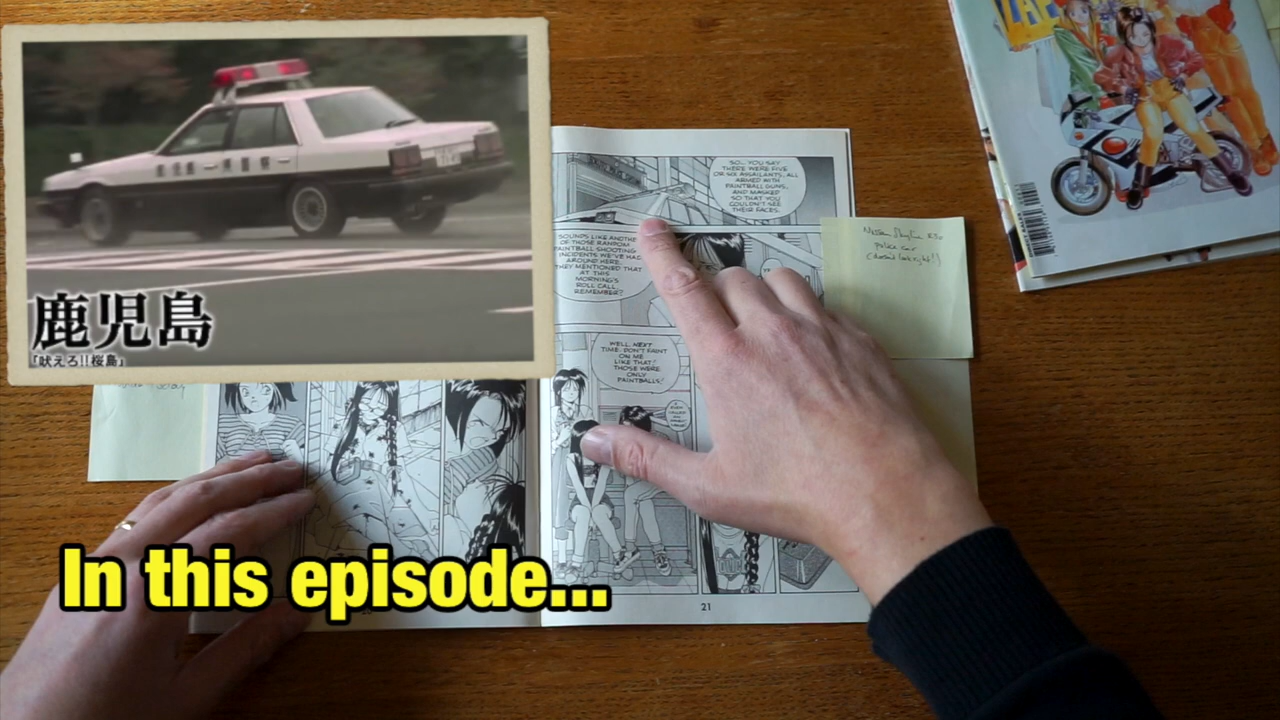 鹿児島
「吠えろ!!桜島」
SO... YOU SAY
THERE WERE FIVE
OR SIX ASSAILANTS, ALL
ARMED WITH
PAINTBALL GUNS,
AND MASKED
SO THAT YOU
COULDN'T SEE
THEIR FACES.
SOUNDS LIKE ANOTHE
OF THOSE RANDOM
PAINTBALL SHOOTING
INCIDENTS WE'VE HAD
AROUND HERE.
THEY MENTIONED THAT
AT THIS
MORNING'S
ROLL CALL,
REMEMBER?
WELL, NEXT
TIME, DON'T FAINT
ON ME
LIKE THAT!
THOSE WERE
ONLY
PAINTBALLS!
police car
21
In this episode...